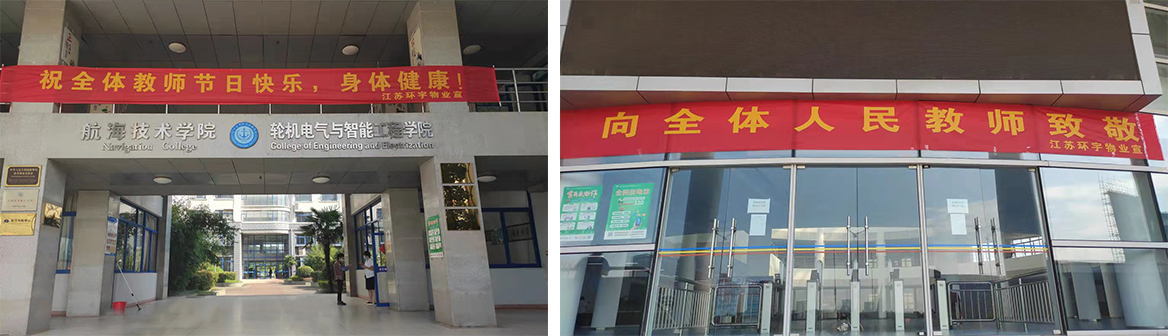 祝全体教师节日快乐，身体健康！
江苏环宇物业宣
航海技术学院
Navigation College
轮机电气与智能工程学院
College of Engineering and Electrization
向全体人民教师致敬
江苏环宇物业宣